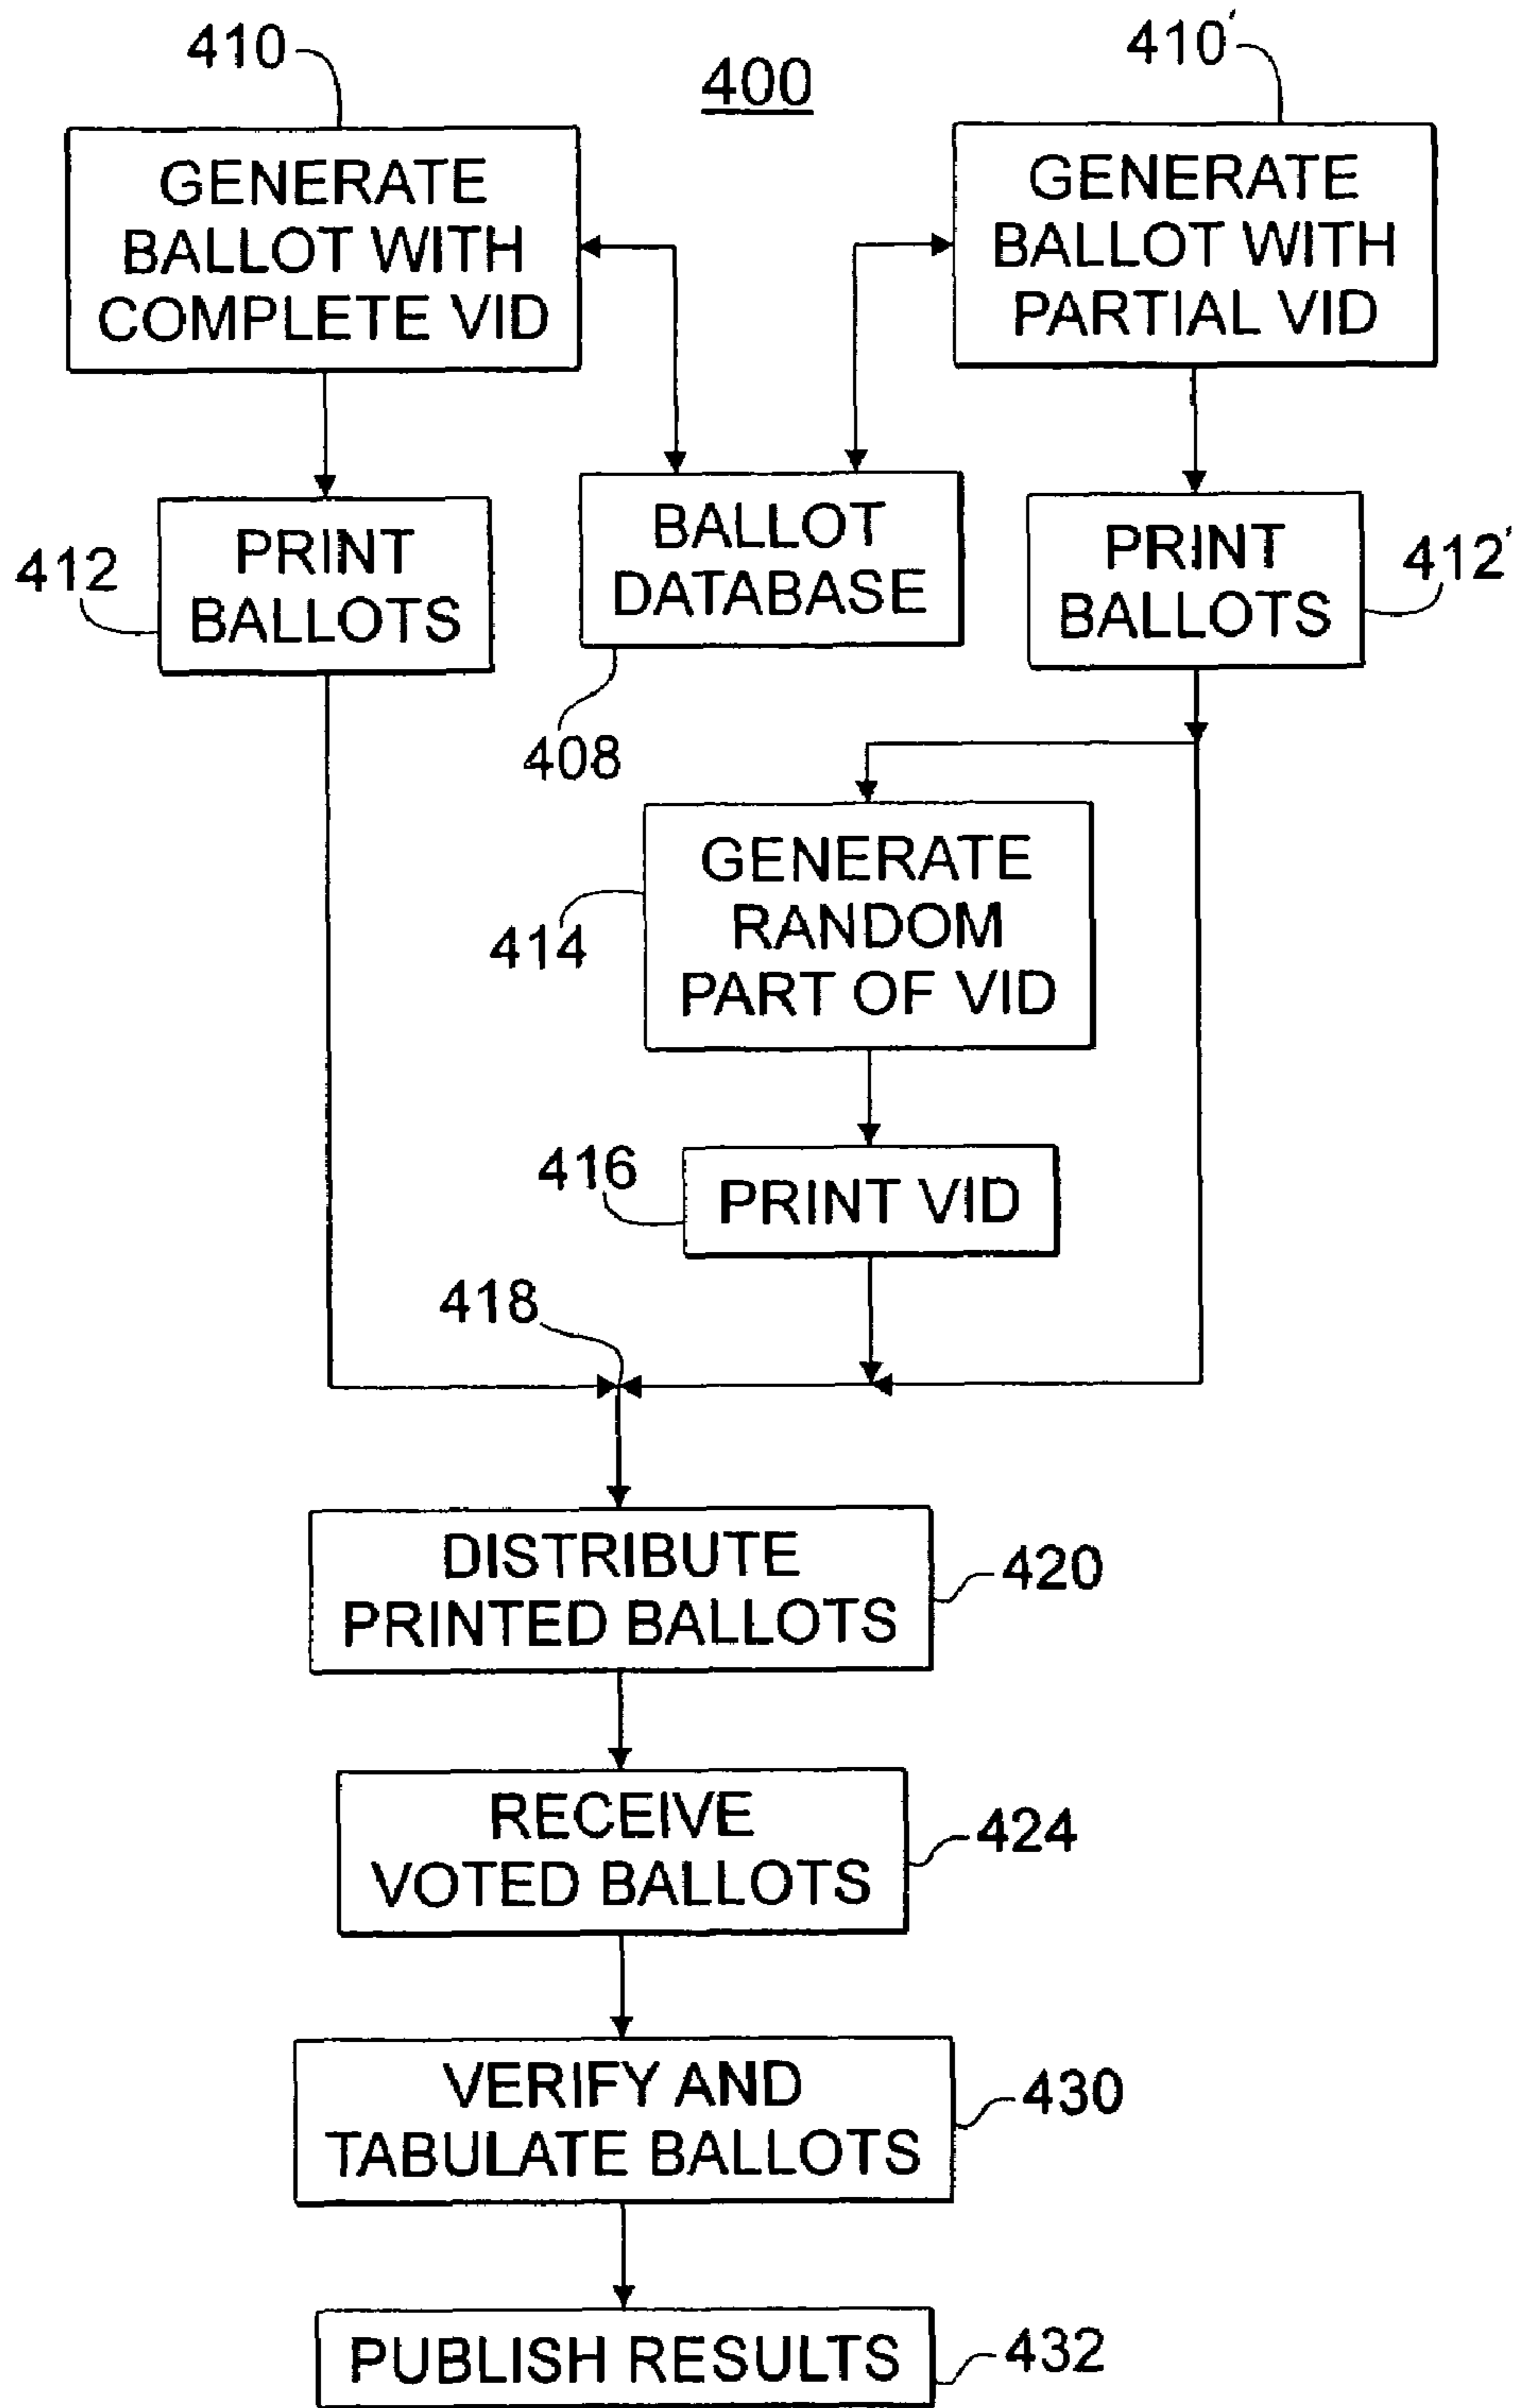 410
400
410'
GENERATE
BALLOT WITH
COMPLETE VID
GENERATE
BALLOT WITH
PARTIAL VID
412
PRINT
BALLOTS
BALLOT
DATABASE
408
PRINT
BALLOTS
412'
414
GENERATE
RANDOM
PART OF VID
416
PRINT VID
418
DISTRIBUTE
PRINTED BALLOTS
420
RECEIVE
VOTED BALLOTS
424
VERIFY AND
TABULATE BALLOTS
430
PUBLISH RESULTS
432